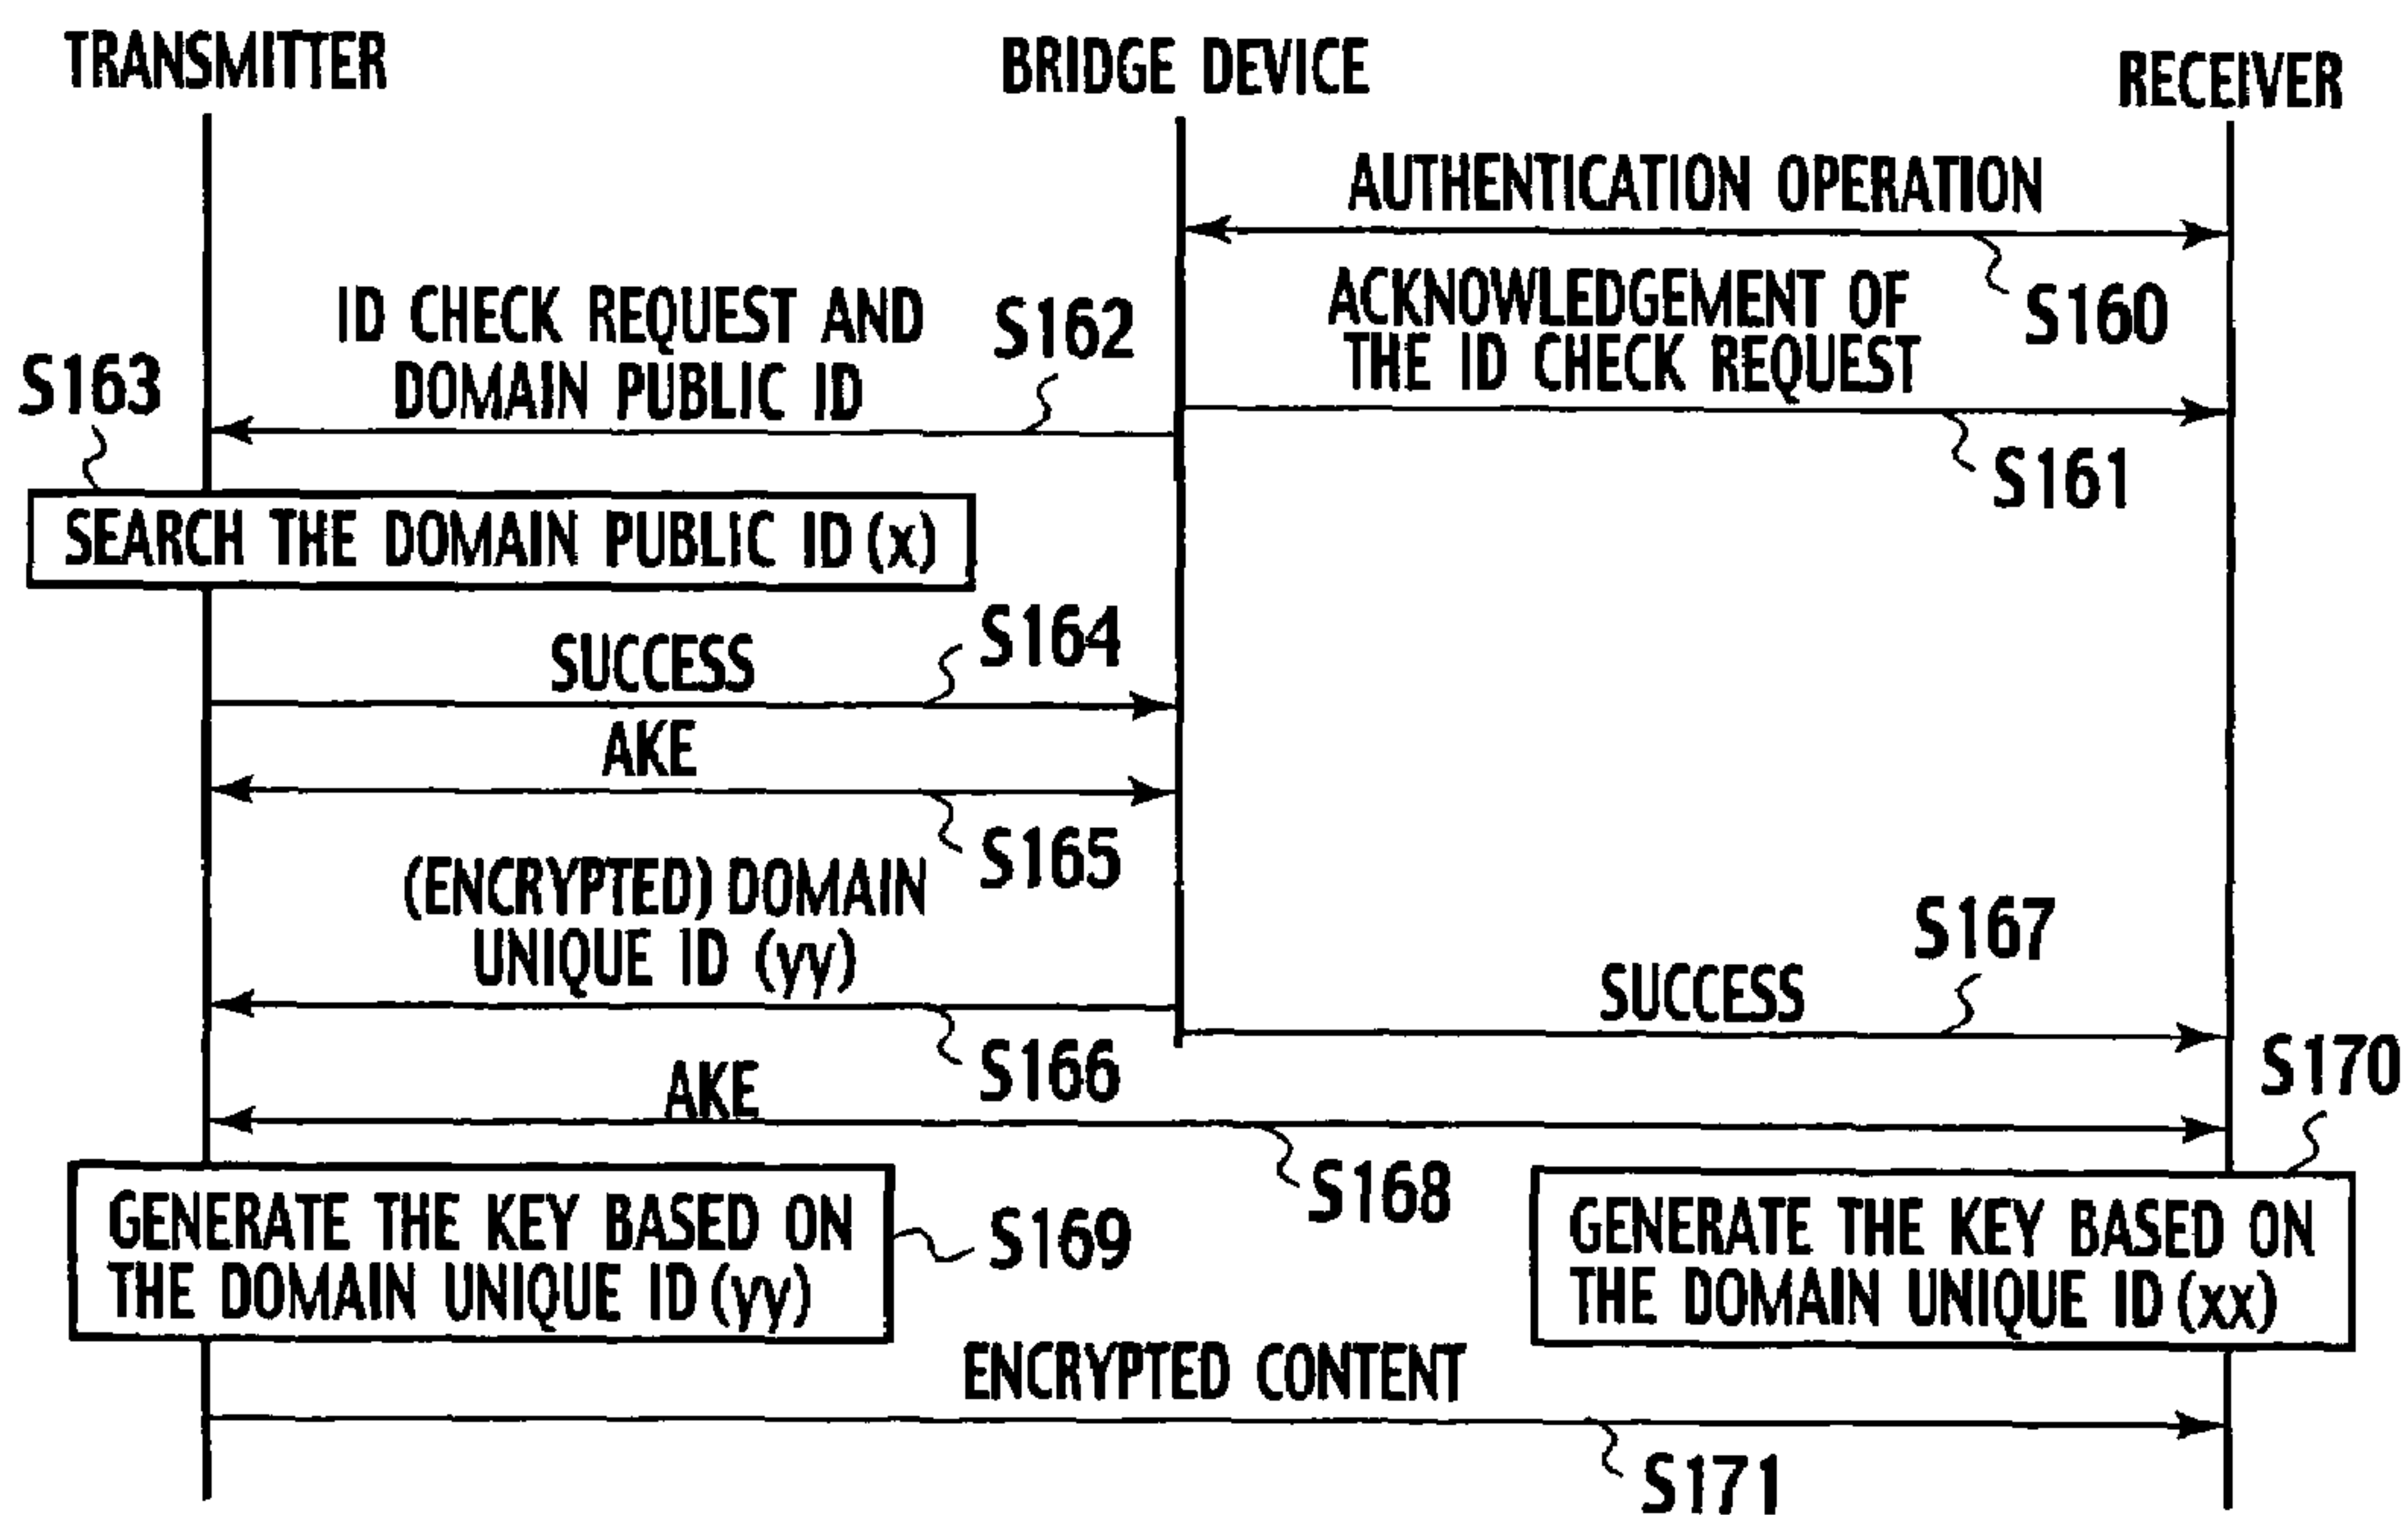 TRANSMITTER
BRIDGE DEVICE
RECEIVER
AUTHENTICATION OPERATION
S160
ACKNOWLEDGEMENT OF
THE ID CHECK REQUEST
S161
ID CHECK REQUEST AND
DOMAIN PUBLIC ID
S162
S163
SEARCH THE DOMAIN PUBLIC ID (x)
SUCCESS
S164
AKE
S165
(ENCRYPTED) DOMAIN
UNIQUE ID (yy)
S166
SUCCESS
S167
AKE
S168
GENERATE THE KEY BASED ON
THE DOMAIN UNIQUE ID (yy)
S169
S170
GENERATE THE KEY BASED ON
THE DOMAIN UNIQUE ID (xx)
ENCRYPTED CONTENT
S171